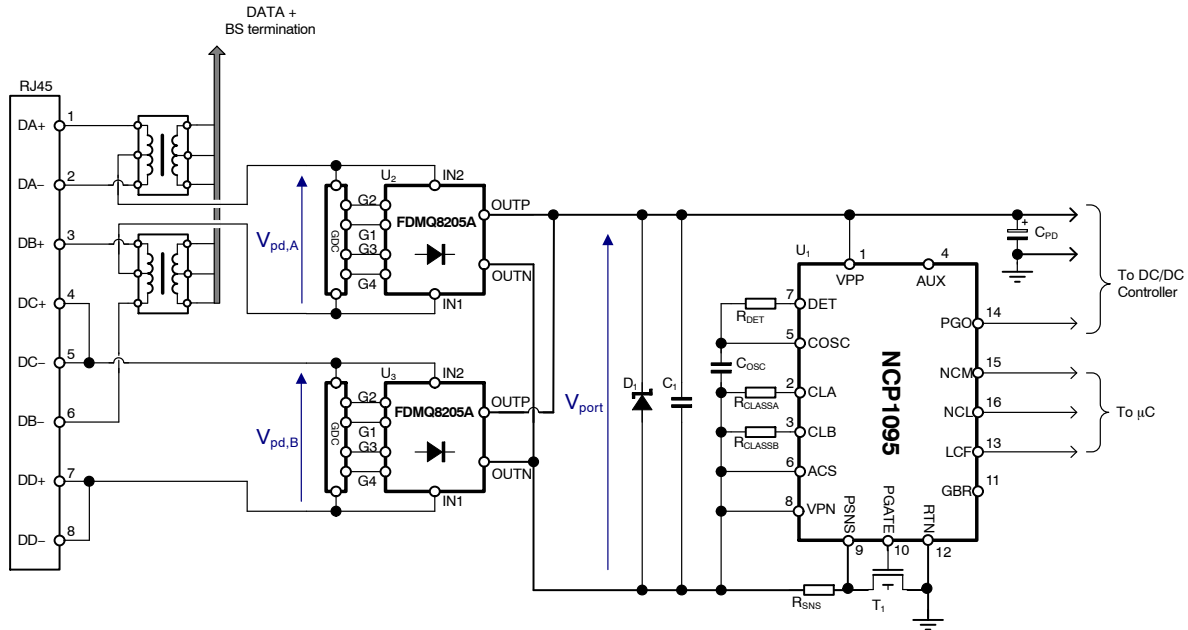 DATA +
BS termination
RJ45
DA+
1
DA−
2
DB+
3
DC+
4
DC−
5
DB−
6
DD+
7
DD−
8
Vpd,A
GDC
G2
G1
G3
G4
U2
IN2
FDMQ8205A
IN1
OUTP
OUTN
Vpd,B
GDC
G2
G1
G3
G4
U3
IN2
FDMQ8205A
IN1
OUTP
OUTN
Vport
D1
C1
RDET
COSC
RCLASSA
RCLASSB
U1
NCP1095
1
VPP
4
AUX
7
DET
5
COSC
2
CLA
3
CLB
6
ACS
8
VPN
PSNS
9
PGATE
10
RTN
12
PGO
14
NCM
15
NCL
16
LCF
13
GBR
11
RSNS
T1
+
CPD
To DC/DC
Controller
To μC